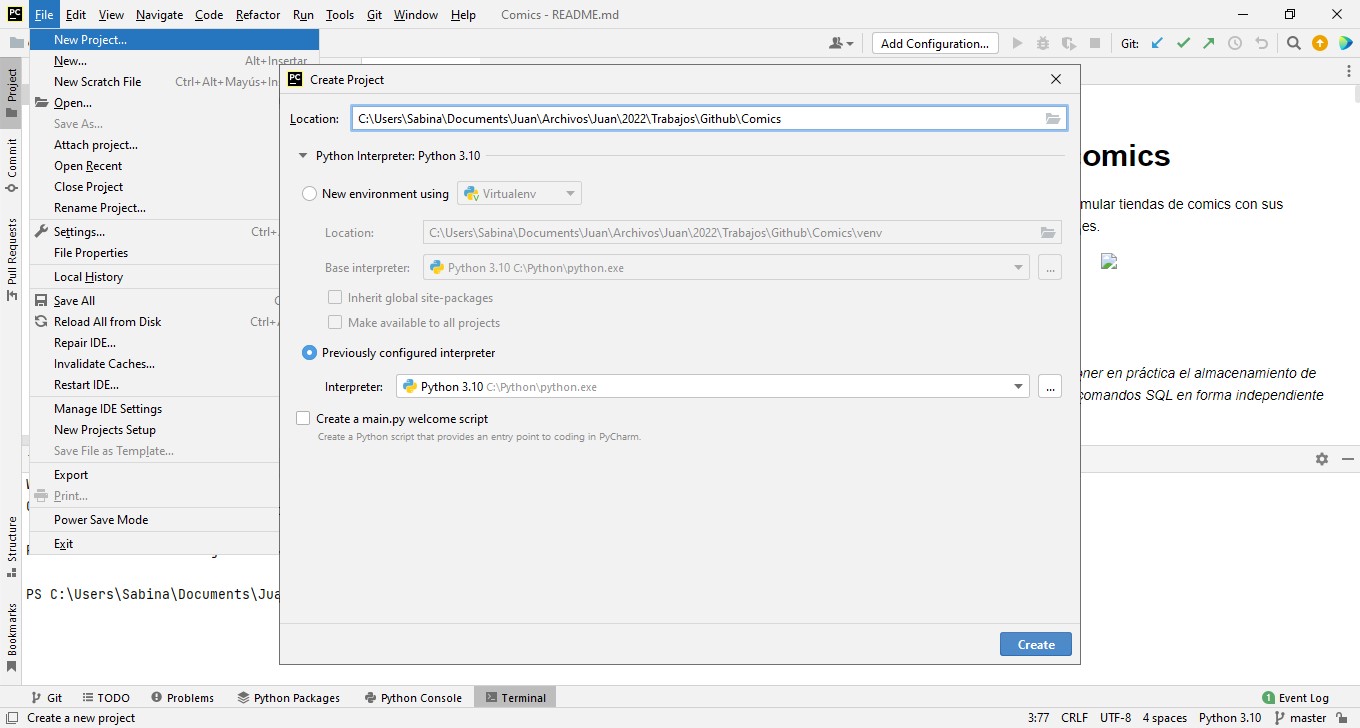 PC File Edit View Navigate Code Refactor Run Tools Git Window Help Comics - README.md
New Project...
New... Alt+Insertar
New Scratch File Ctrl+Alt+Mayús+In
Open...
Save As...
Attach project...
Open Recent
Close Project
Rename Project...
Settings... Ctrl+
File Properties
Local History
Save All
Reload All from Disk Ctrl+
Repair IDE...
Invalidate Caches...
Restart IDE...
Manage IDE Settings
New Projects Setup
Save File as Template...
Export
Print...
Power Save Mode
Exit
Add Configuration... Git:
Project
Commit
Pull Requests
Structure
Bookmarks
PC Create Project
Location: C:\Users\Sabina\Documents\Juan\Archivos\Juan\2022\Trabajos\Github\Comics
Python Interpreter: Python 3.10
New environment using Virtualenv
Location: C:\Users\Sabina\Documents\Juan\Archivos\Juan\2022\Trabajos\Github\Comics\venv
Base interpreter: Python 3.10 C:\Python\python.exe ...
Inherit global site-packages
Make available to all projects
Previously configured interpreter
Interpreter: Python 3.10 C:\Python\python.exe ...
Create a main.py welcome script
Create a Python script that provides an entry point to coding in PyCharm.
Create
omics
mular tiendas de comics con sus
es.
ner en práctica el almacenamiento de
comandos SQL en forma independiente
PS C:\Users\Sabina\Documents\Jua
Git TODO Problems Python Packages Python Console Terminal 1 Event Log
Create a new project 3:77 CRLF UTF-8 4 spaces Python 3.10 master